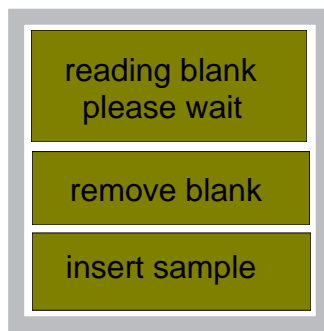 reading blank
please wait
remove blank
insert sample